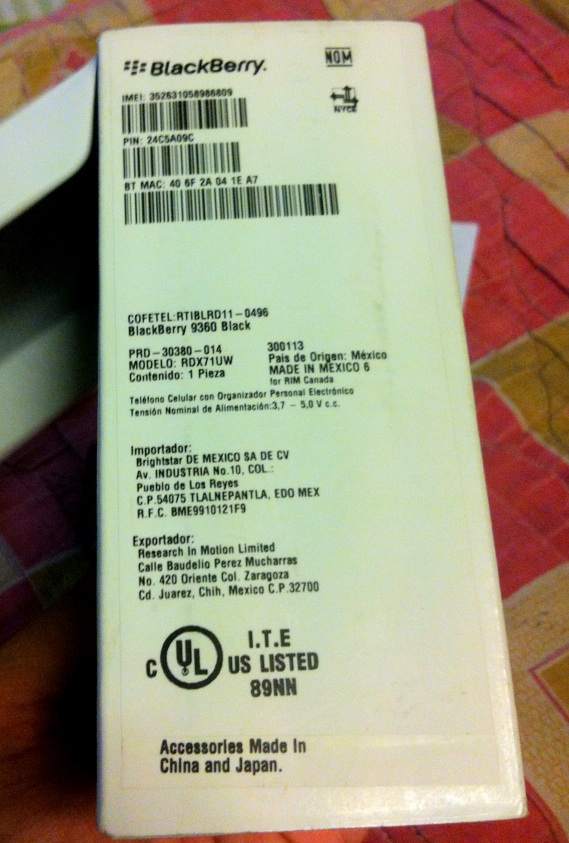 BlackBerry.
NOM
NYCE
IMEI: 352631058986809
PIN: 24C5A09C
BT MAC: 40 6F 2A 04 1E A7
COFETEL:RTIBLRD11-0496
BlackBerry 9360 Black
PRD-30380-014 300113
MODELO: RDX71UW Pais de Origen: México
Contenido: 1 Pieza MADE IN MEXICO 6
for RIM Canada
Teléfono Celular con Organizador Personal Electrónico
Tensión Nominal de Alimentación:3,7 - 5,0 V c.c.
Importador:
Brightstar DE MEXICO SA DE CV
Av. INDUSTRIA No.10, COL.:
Pueblo de Los Reyes
C.P.54075 TLALNEPANTLA, EDO MEX
R.F.C. BME9910121F9
Exportador:
Research In Motion Limited
Calle Baudelio Perez Mucharras
No. 420 Oriente Col. Zaragoza
Cd. Juarez, Chih, Mexico C.P.32700
C UL US LISTED
I.T.E
89NN
Accessories Made In
China and Japan.